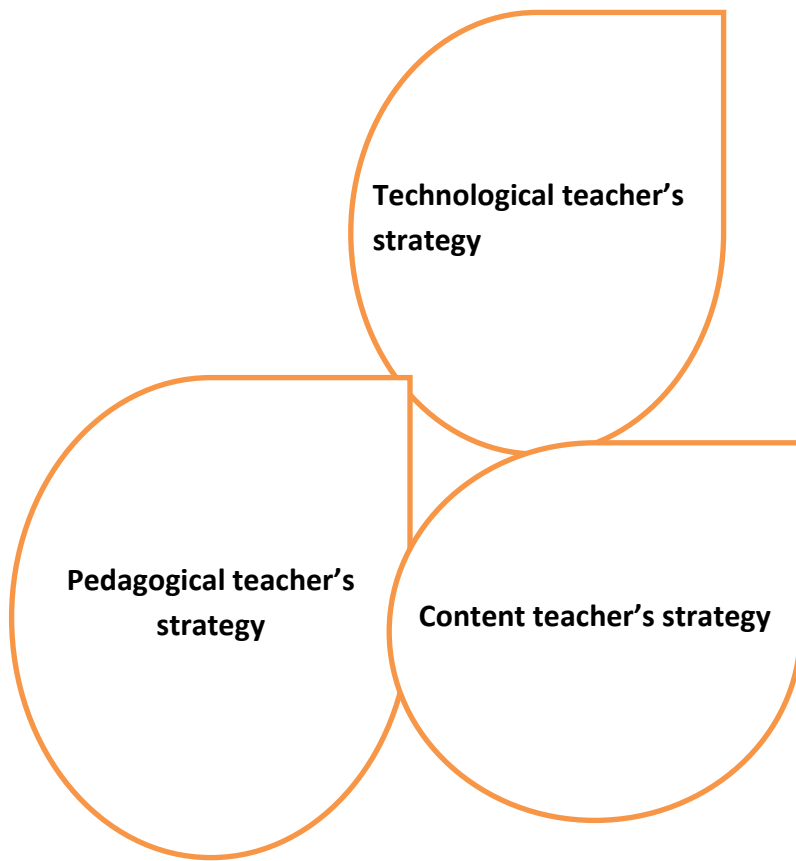 Technological teacher’s
strategy
Pedagogical teacher’s
strategy
Content teacher’s strategy